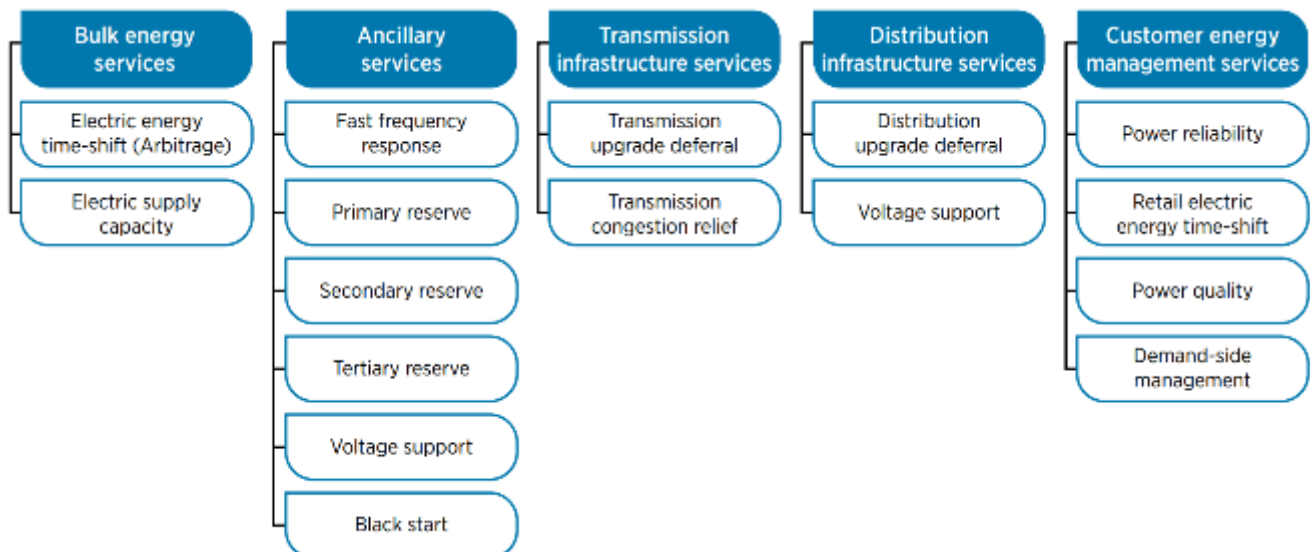 Bulk energy
services
Electric energy
time-shift (Arbitrage)
Electric supply
capacity
Ancillary
services
Fast frequency
response
Primary reserve
Secondary reserve
Tertiary reserve
Voltage support
Black start
Transmission
infrastructure services
Transmission
upgrade deferral
Transmission
congestion relief
Distribution
infrastructure services
Distribution
upgrade deferral
Voltage support
Customer energy
management services
Power reliability
Retail electric
energy time-shift
Power quality
Demand-side
management